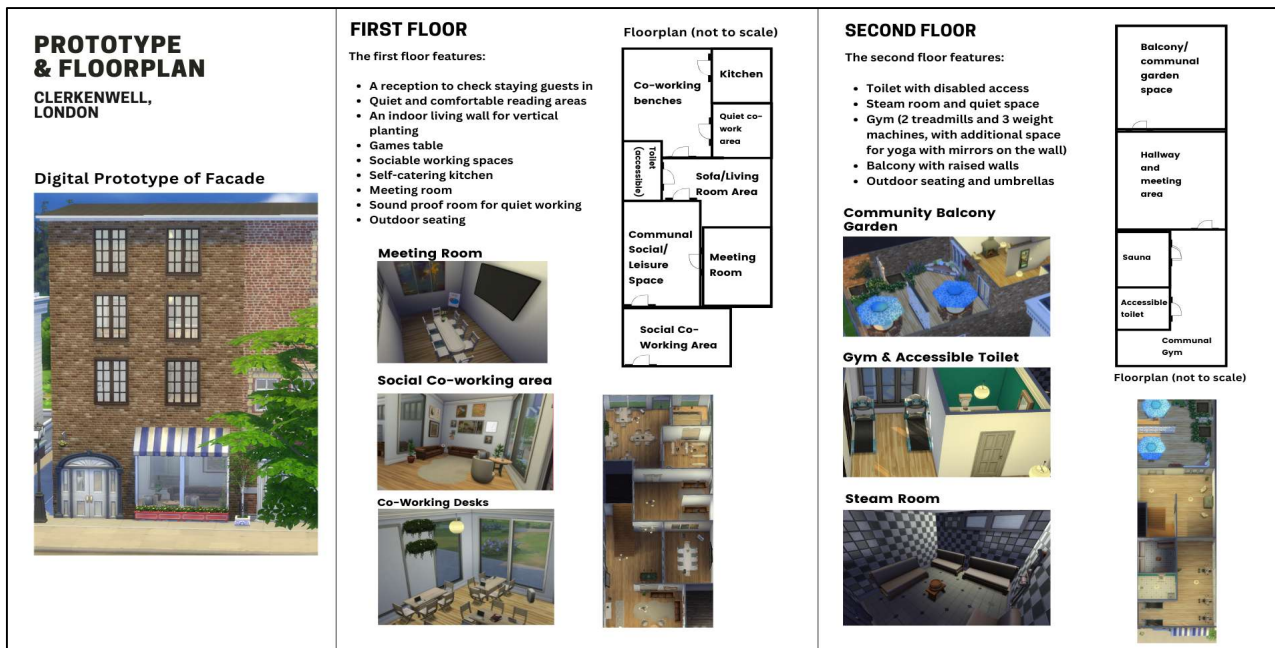 PROTOTYPE
& FLOORPLAN
CLERKENWELL,
LONDON
Digital Prototype of Facade
FIRST FLOOR
The first floor features:
• A reception to check staying guests in
• Quiet and comfortable reading areas
• An indoor living wall for vertical
planting
• Games table
• Sociable working spaces
• Self-catering kitchen
• Meeting room
• Sound proof room for quiet working
• Outdoor seating
Meeting Room
Social Co-working area
Co-Working Desks
Floorplan (not to scale)
Co-working
benches
Kitchen
Quiet co-
work
area
Toilet
(accessible)
Sofa/Living
Room Area
Communal
Social/
Leisure
Space
Meeting
Room
Social Co-
Working Area
SECOND FLOOR
The second floor features:
• Toilet with disabled access
• Steam room and quiet space
• Gym (2 treadmills and 3 weight
machines, with additional space
for yoga with mirrors on the wall)
• Balcony with raised walls
• Outdoor seating and umbrellas
Community Balcony
Garden
Gym & Accessible Toilet
Steam Room
Balcony/
communal
garden
space
Hallway
and
meeting
area
Sauna
Accessible
toilet
Communal
Gym
Floorplan (not to scale)